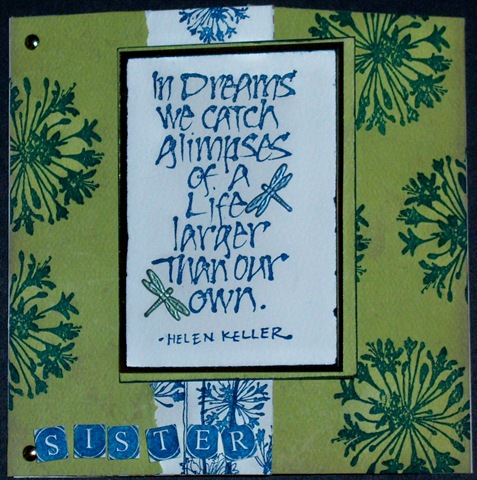 In Dreams
we catch
glimpses
of a
Life
larger
than our
own.
-HELEN KELLER
SISTER